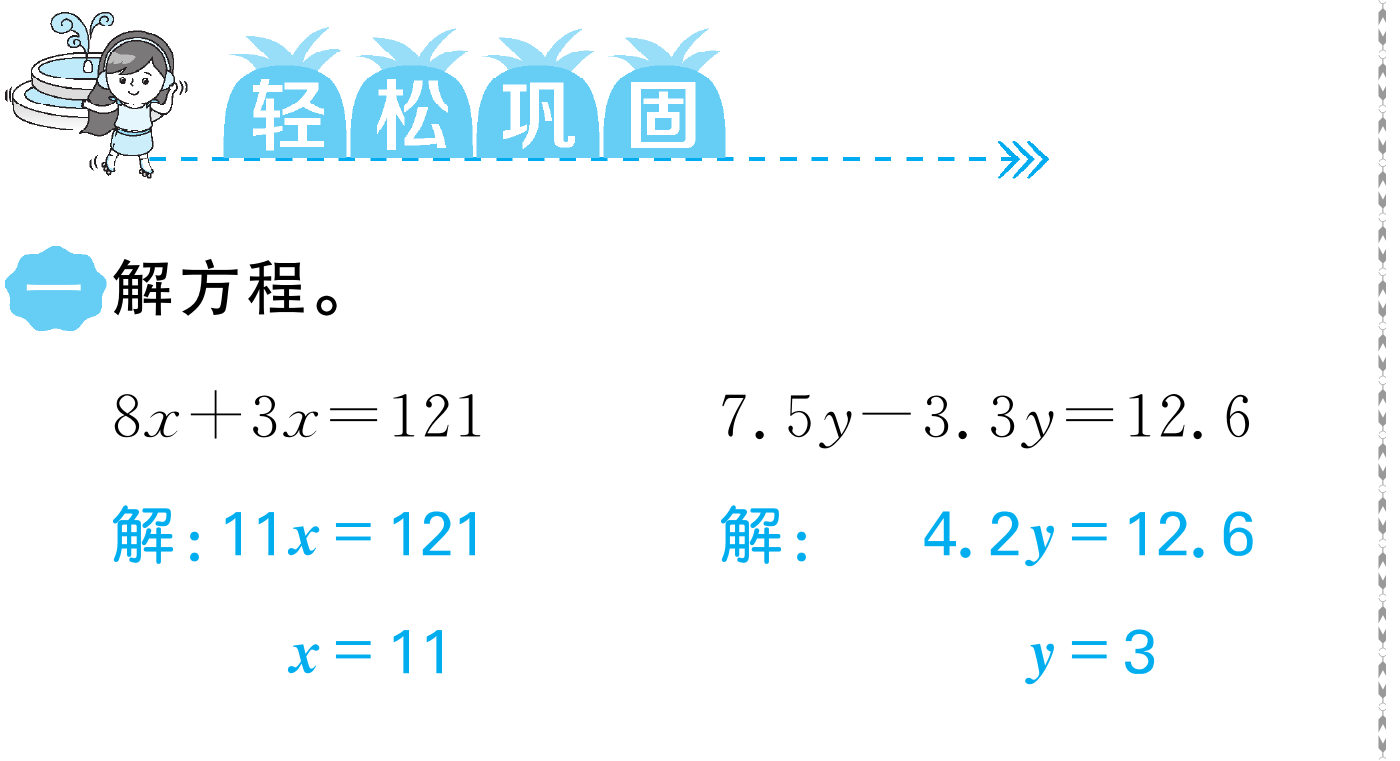 轻松巩固
一 解方程。
8x+3x=121 7.5y-3.3y=12.6
解:11x=121 解: 4.2y=12.6
x=11 y=3